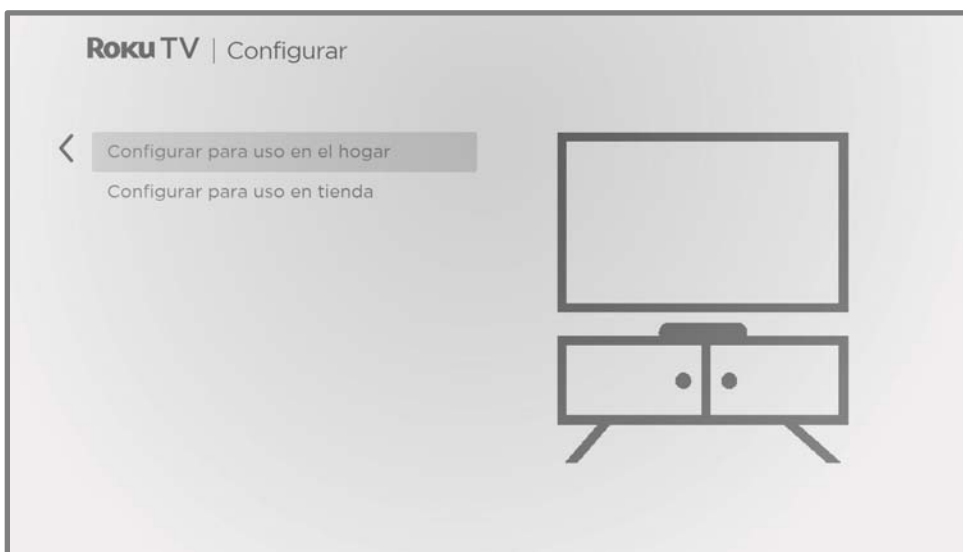 Roku TV | Configurar
Configurar para uso en el hogar
Configurar para uso en tienda